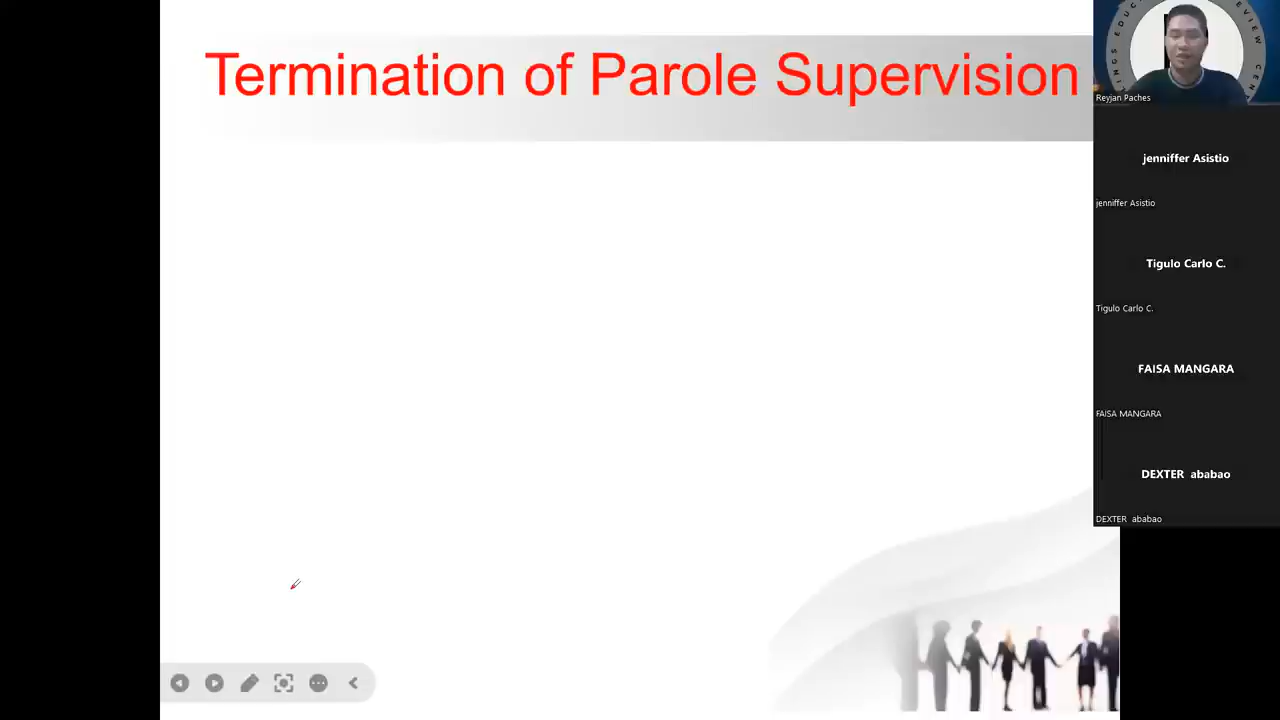 Termination of Parole Supervision
Reyjan Paches
jenniffer Asistio
jenniffer Asistio
Tigulo Carlo C.
Tigulo Carlo C.
FAISA MANGARA
FAISA MANGARA
DEXTER ababao
DEXTER ababao